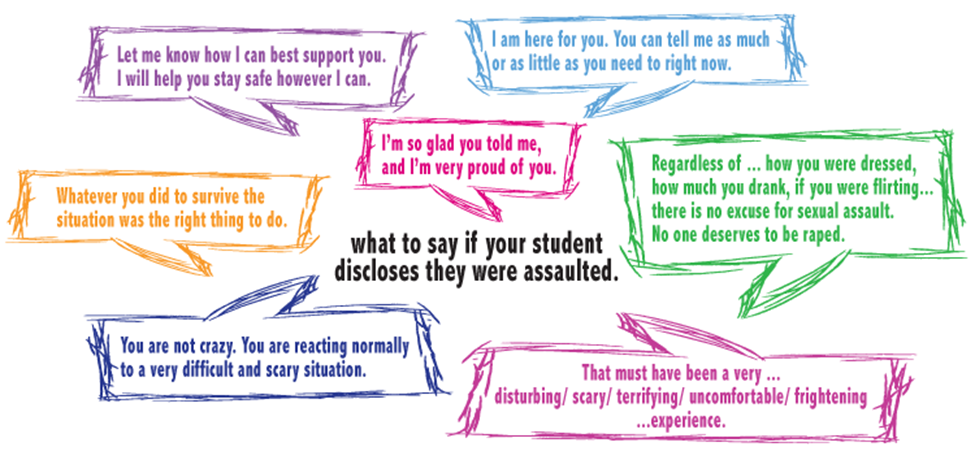 Let me know how I can best support you.
I will help you stay safe however I can.
I am here for you. You can tell me as much
or as little as you need to right now.
I'm so glad you told me,
and I'm very proud of you.
Whatever you did to survive the
situation was the right thing to do.
Regardless of ... how you were dressed,
how much you drank, if you were flirting...
there is no excuse for sexual assault.
No one deserves to be raped.
what to say if your student
discloses they were assaulted.
You are not crazy. You are reacting normally
to a very difficult and scary situation.
That must have been a very ...
disturbing/ scary/ terrifying/ uncomfortable/ frightening
...experience.